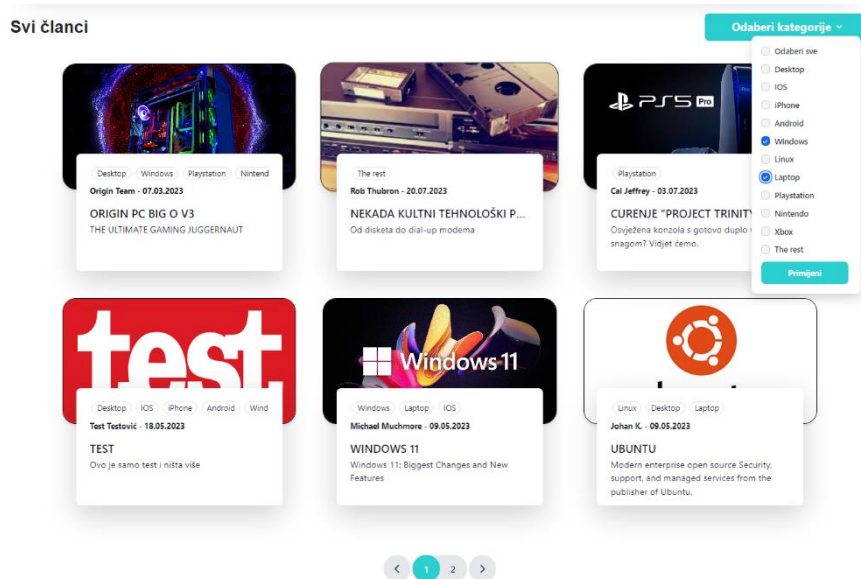 Svi članci
Odaberi kategorije
Odaberi sve
Desktop
IOS
iPhone
Android
Windows
Linux
Laptop
Playstation
Nintendo
Xbox
The rest
Primijeni
Desktop Windows Playstation Nintend
Origin Team - 07.03.2023
ORIGIN PC BIG O V3
THE ULTIMATE GAMING JUGGERNAUT
The rest
Rob Thubron - 20.07.2023
NEKADA KULTNI TEHNOLOŠKI P...
Od disketa do dial-up modema
PS5 Pro
Playstation
Cal Jeffrey - 03.07.2023
CURENJE "PROJECT TRINITY
Osvježena konzola s gotovo duplo
snagom? Vidjet ćemo.
test
Desktop IOS iPhone Android Wind
Test Testović - 18.05.2023
TEST
Ovo je samo test i ništa više
Windows 11
Windows Laptop IOS
Michael Muchmore - 09.05.2023
WINDOWS 11
Windows 11: Biggest Changes and New
Features
Linux Desktop Laptop
Johan K. - 09.05.2023
UBUNTU
Modern enterprise open source Security,
support, and managed services from the
publisher of Ubuntu.
1 2